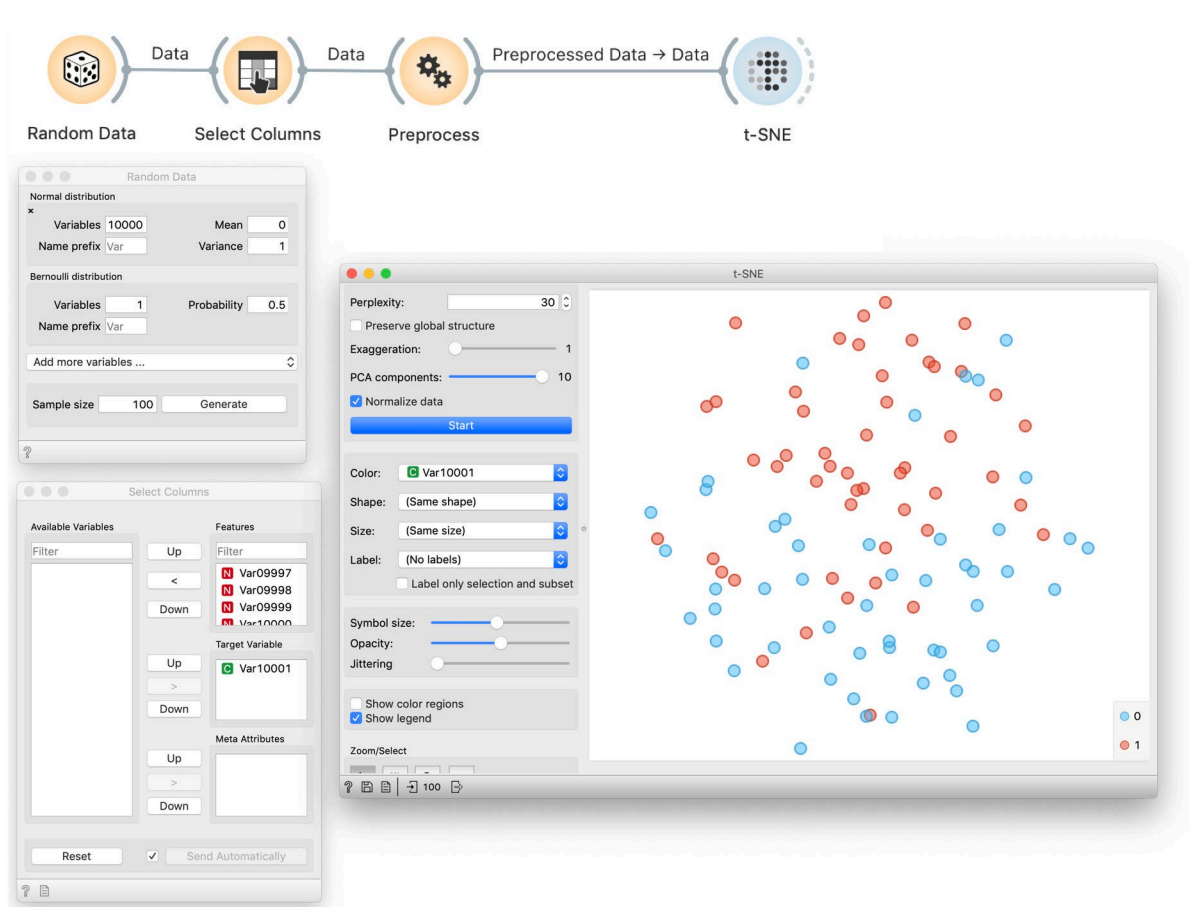 Data
Data
Preprocessed Data → Data
Random Data
Select Columns
Preprocess
t-SNE
Random Data
Normal distribution
×
Variables 10000 Mean 0
Name prefix Var Variance 1
Bernoulli distribution
Variables 1 Probability 0.5
Name prefix Var
Add more variables ...
Sample size 100 Generate
?
Select Columns
Available Variables
Filter
Up
<
Down
Features
Filter
N Var09997
N Var09998
N Var09999
N Var10000
Up
>
Down
Target Variable
C Var10001
Up
>
Down
Meta Attributes
Reset
Send Automatically
?
t-SNE
Perplexity: 30
Preserve global structure
Exaggeration: 1
PCA components: 10
Normalize data
Start
Color: C Var10001
Shape: (Same shape)
Size: (Same size)
Label: (No labels)
Label only selection and subset
Symbol size:
Opacity:
Jittering
Show color regions
Show legend
Zoom/Select
? 100
0
1